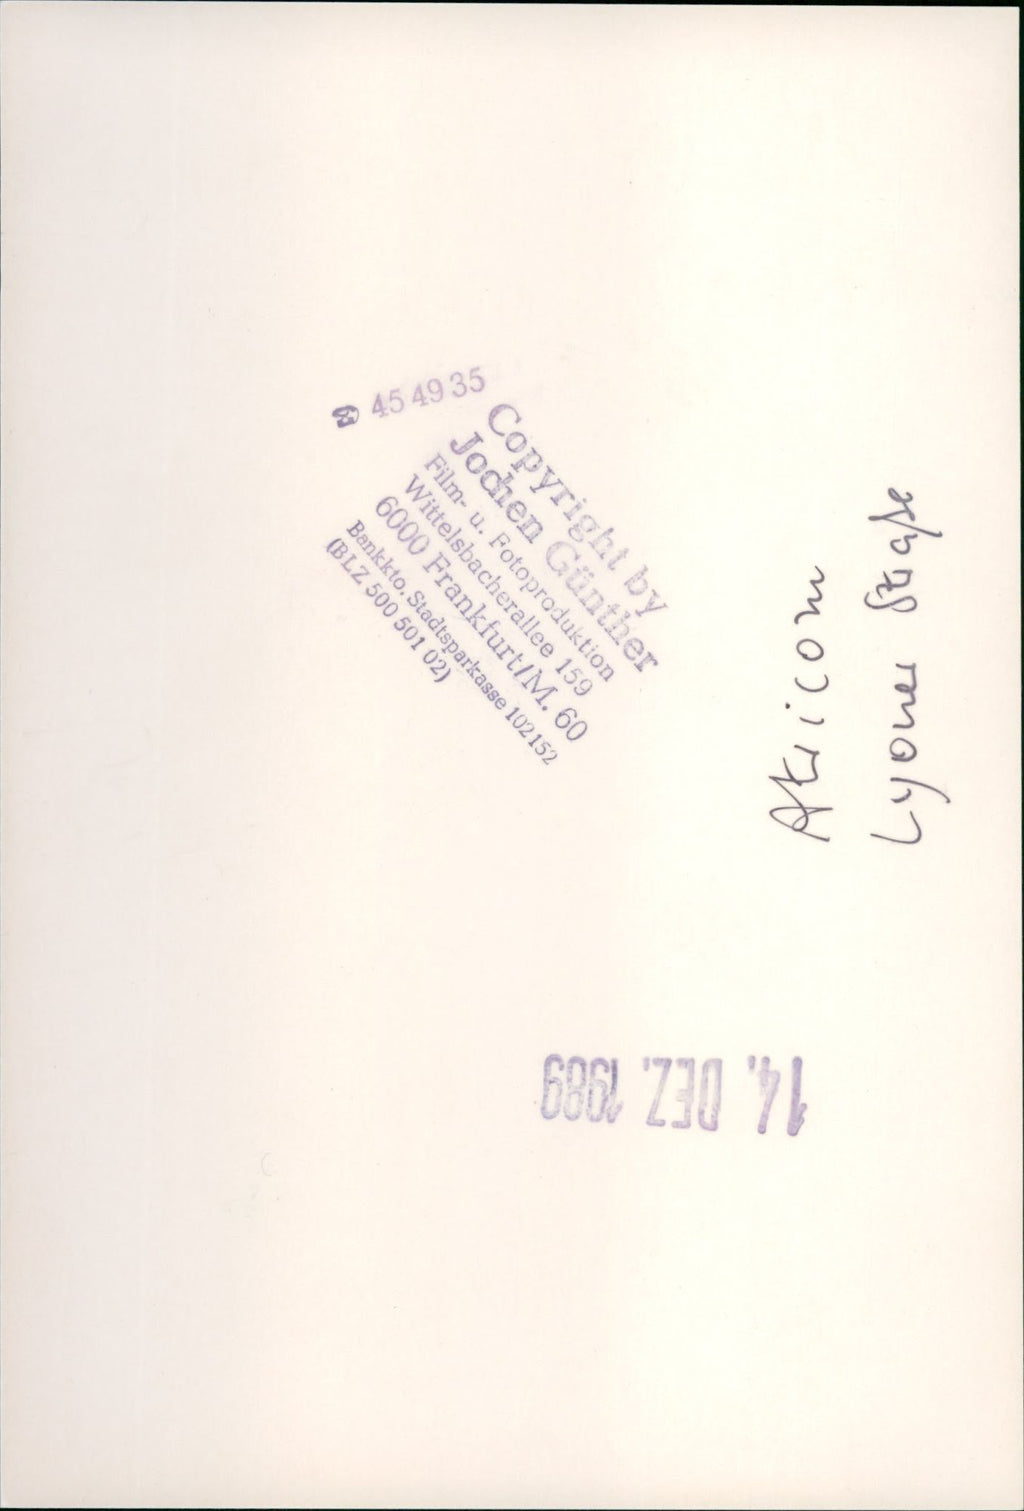 Atricom
Lyoner Straße
Copyright by
Jochen Günther
Film- u. Fotoproduktion
Wittelsbacherallee 159
6000 Frankfurt/M. 60
Bankkto. Stadtsparkasse 102152
(BLZ 500 501 02)
☎ 45 49 35
14. DEZ. 1989